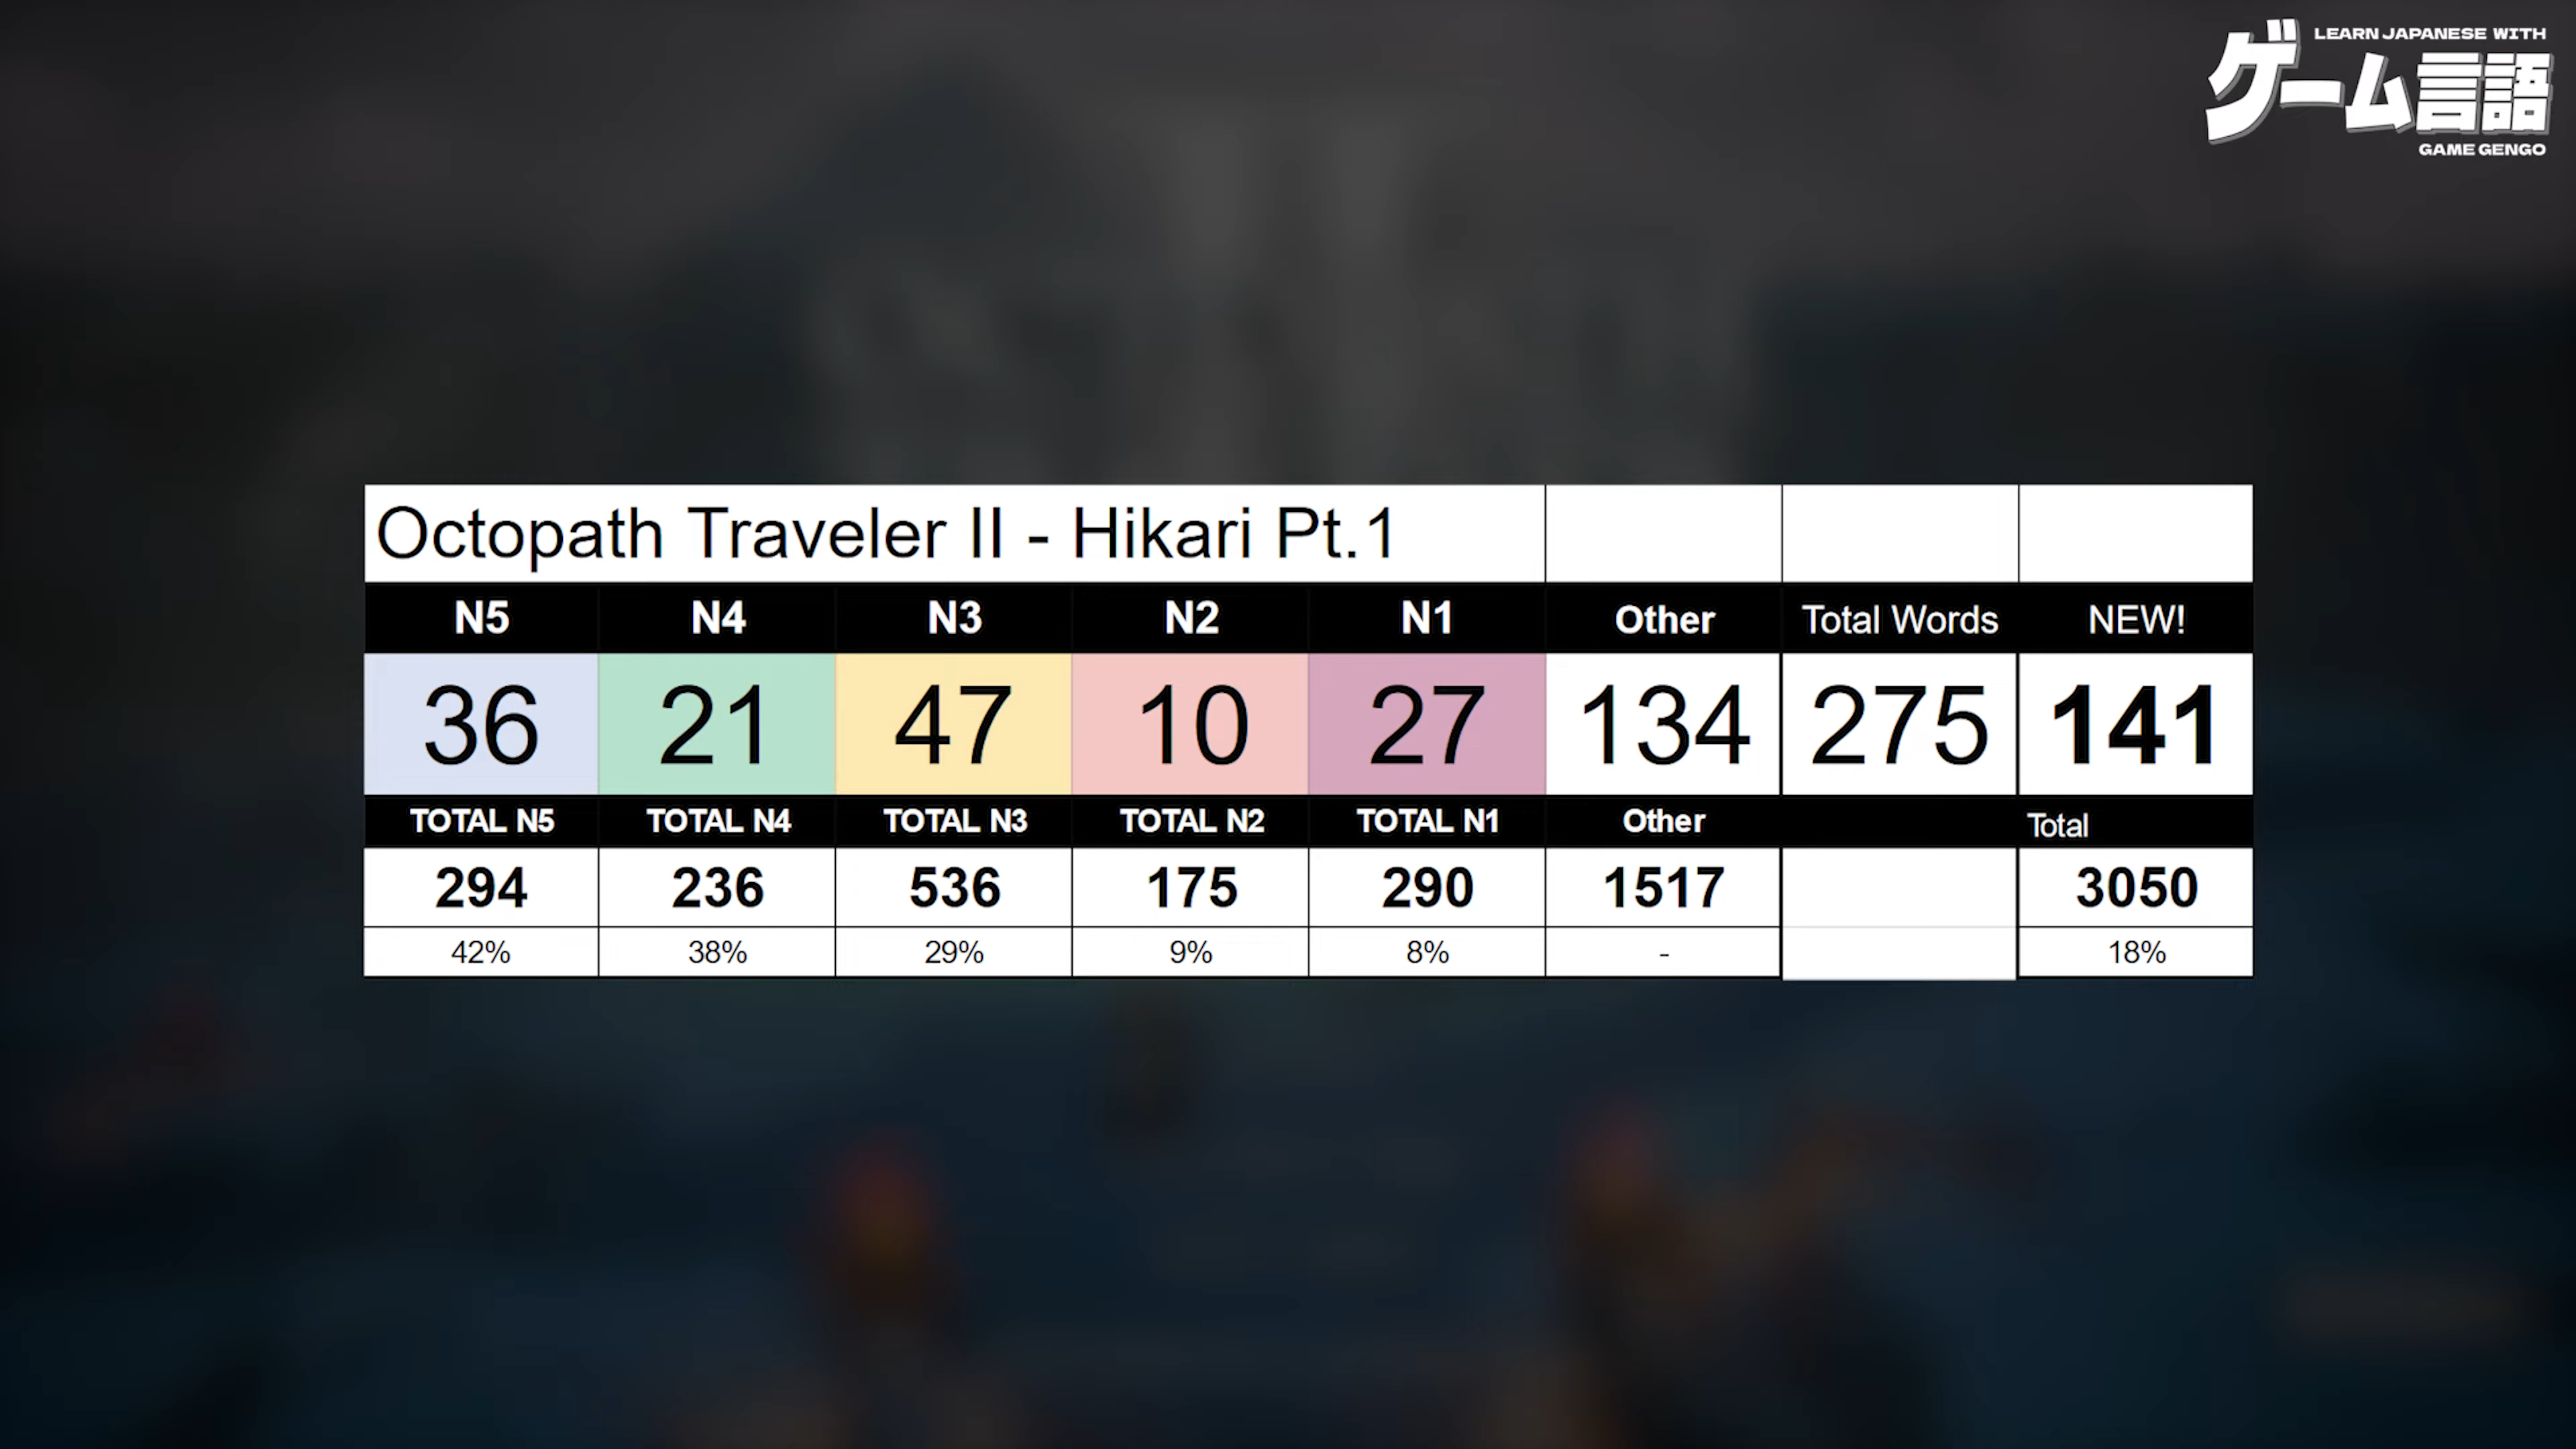 LEARN JAPANESE WITH
ゲーム言語
GAME GENGO
Octopath Traveler II - Hikari Pt.1
N5 N4 N3 N2 N1 Other Total Words NEW!
36 21 47 10 27 134 275 141
TOTAL N5 TOTAL N4 TOTAL N3 TOTAL N2 TOTAL N1 Other Total
294 236 536 175 290 1517 3050
42% 38% 29% 9% 8% - 18%